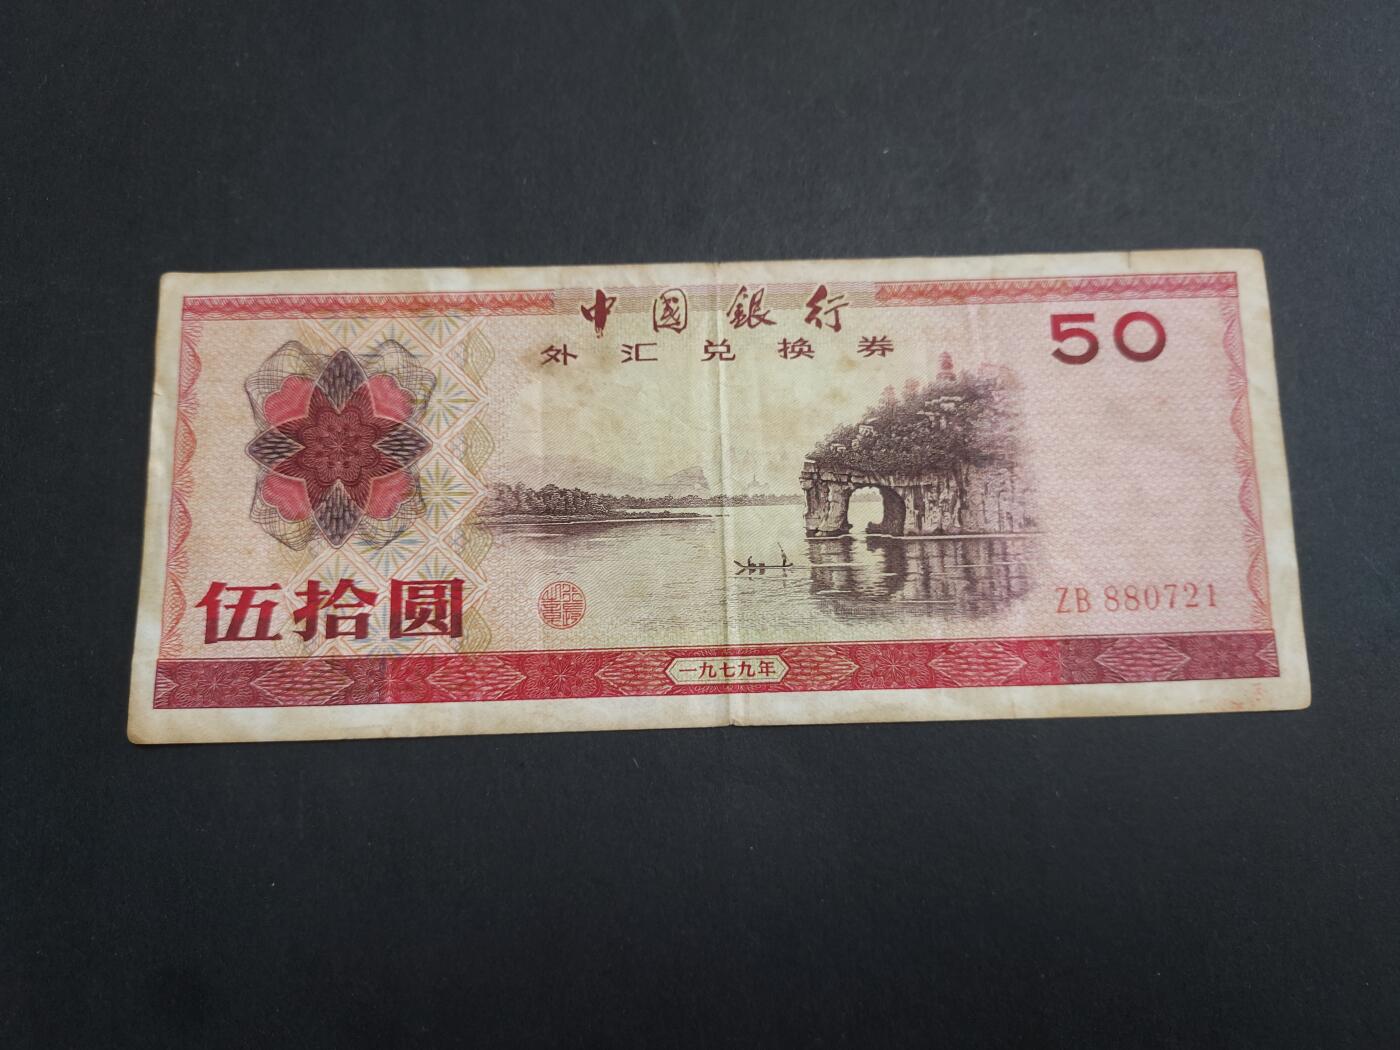 中國銀行
外汇兑换券
50
伍拾圆
ZB 880721
一九七九年